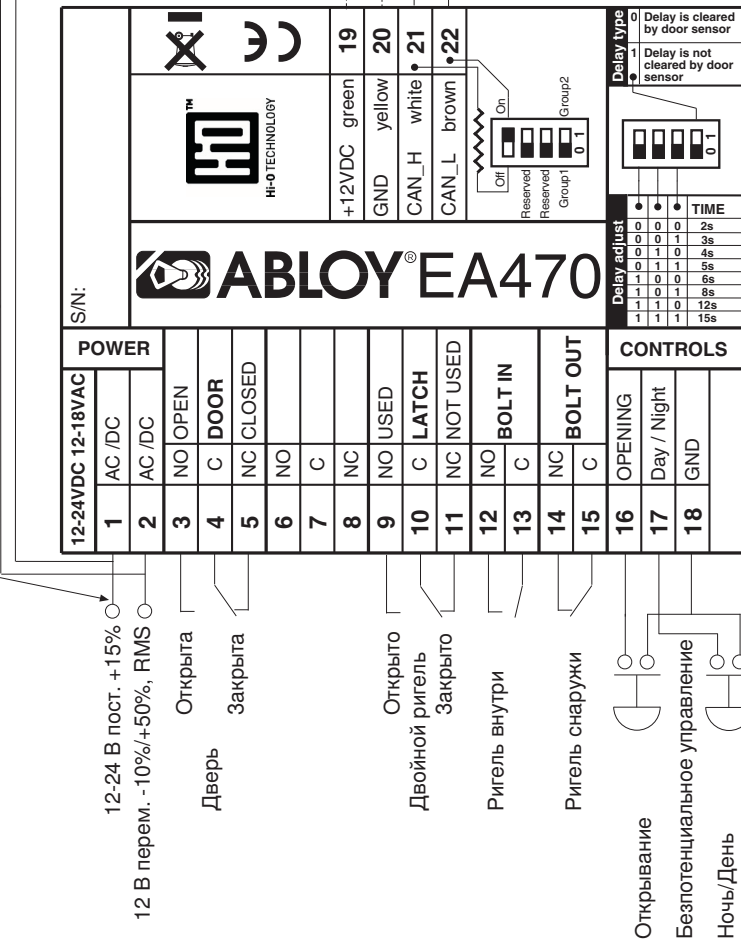 S/N:
Hi-O TECHNOLOGY
™
ABLOY® EA470
POWER
12-24VDC 12-18VAC
1 AC /DC
2 AC /DC
3 NO OPEN
4 C DOOR
5 NC CLOSED
6 NO
7 C
8 NC
9 NO USED
10 C LATCH
11 NC NOT USED
12 NO BOLT IN
13 C
14 NC BOLT OUT
15 C
CONTROLS
16 OPENING
17 Day / Night
18 GND
19 +12VDC green
20 GND yellow
21 CAN_H white
22 CAN_L brown
Off On
Reserved
Reserved
Group1 Group2
0 1
Delay type
0 Delay is cleared
by door sensor
1 Delay is not
cleared by door
sensor
0 1
Delay adjust
TIME
0 0 0 2s
0 0 1 3s
0 1 0 4s
0 1 1 5s
1 0 0 6s
1 0 1 8s
1 1 0 12s
1 1 1 15s
12-24 В пост. +15%
12 В перем. -10%/+50%, RMS
Открыта
Дверь
Закрыта
Открыто
Двойной ригель
Закрыто
Ригель внутри
Ригель снаружи
Открывание
Безпотенциальное управление
Ночь/День